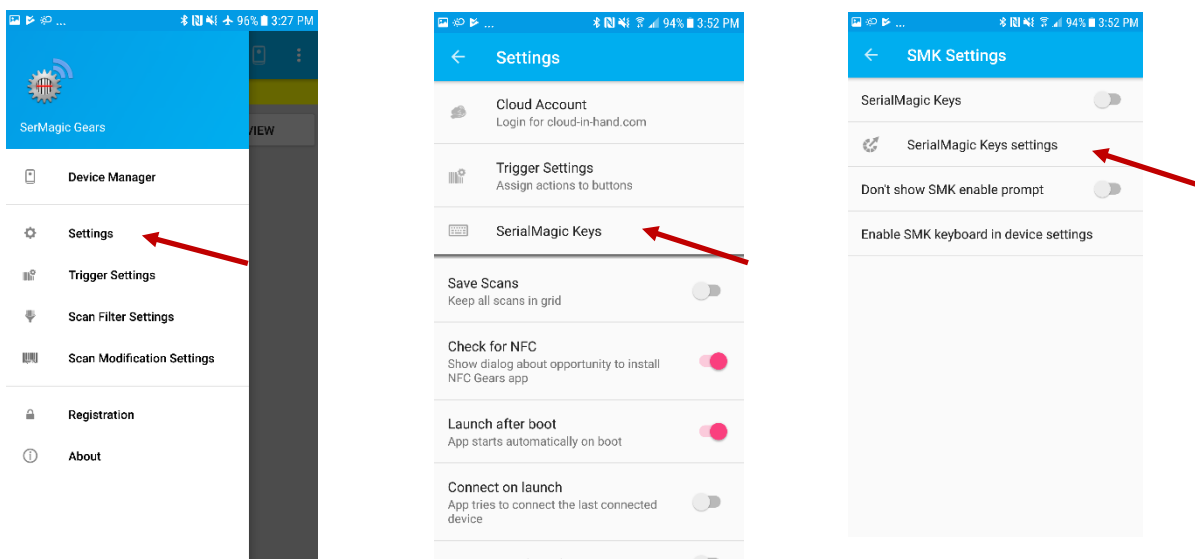 ... 96% 3:27 PM
SerMagic Gears
VIEW
Device Manager
Settings
Trigger Settings
Scan Filter Settings
Scan Modification Settings
Registration
About
... 94% 3:52 PM
Settings
Cloud Account
Login for cloud-in-hand.com
Trigger Settings
Assign actions to buttons
SerialMagic Keys
Save Scans
Keep all scans in grid
Check for NFC
Show dialog about opportunity to install
NFC Gears app
Launch after boot
App starts automatically on boot
Connect on launch
App tries to connect the last connected
device
... 94% 3:52 PM
SMK Settings
SerialMagic Keys
SerialMagic Keys settings
Don't show SMK enable prompt
Enable SMK keyboard in device settings